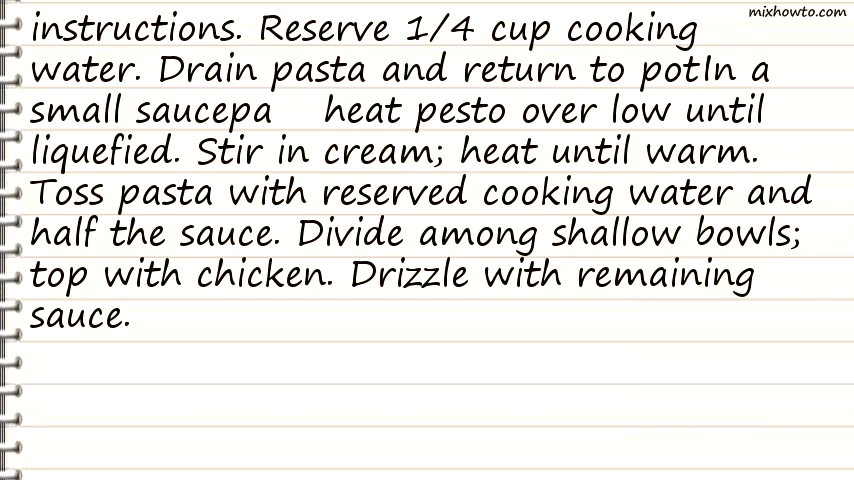 mixhowto.com
instructions. Reserve 1/4 cup cooking
water. Drain pasta and return to potIn a
small saucepa heat pesto over low until
liquefied. Stir in cream; heat until warm.
Toss pasta with reserved cooking water and
half the sauce. Divide among shallow bowls;
top with chicken. Drizzle with remaining
sauce.